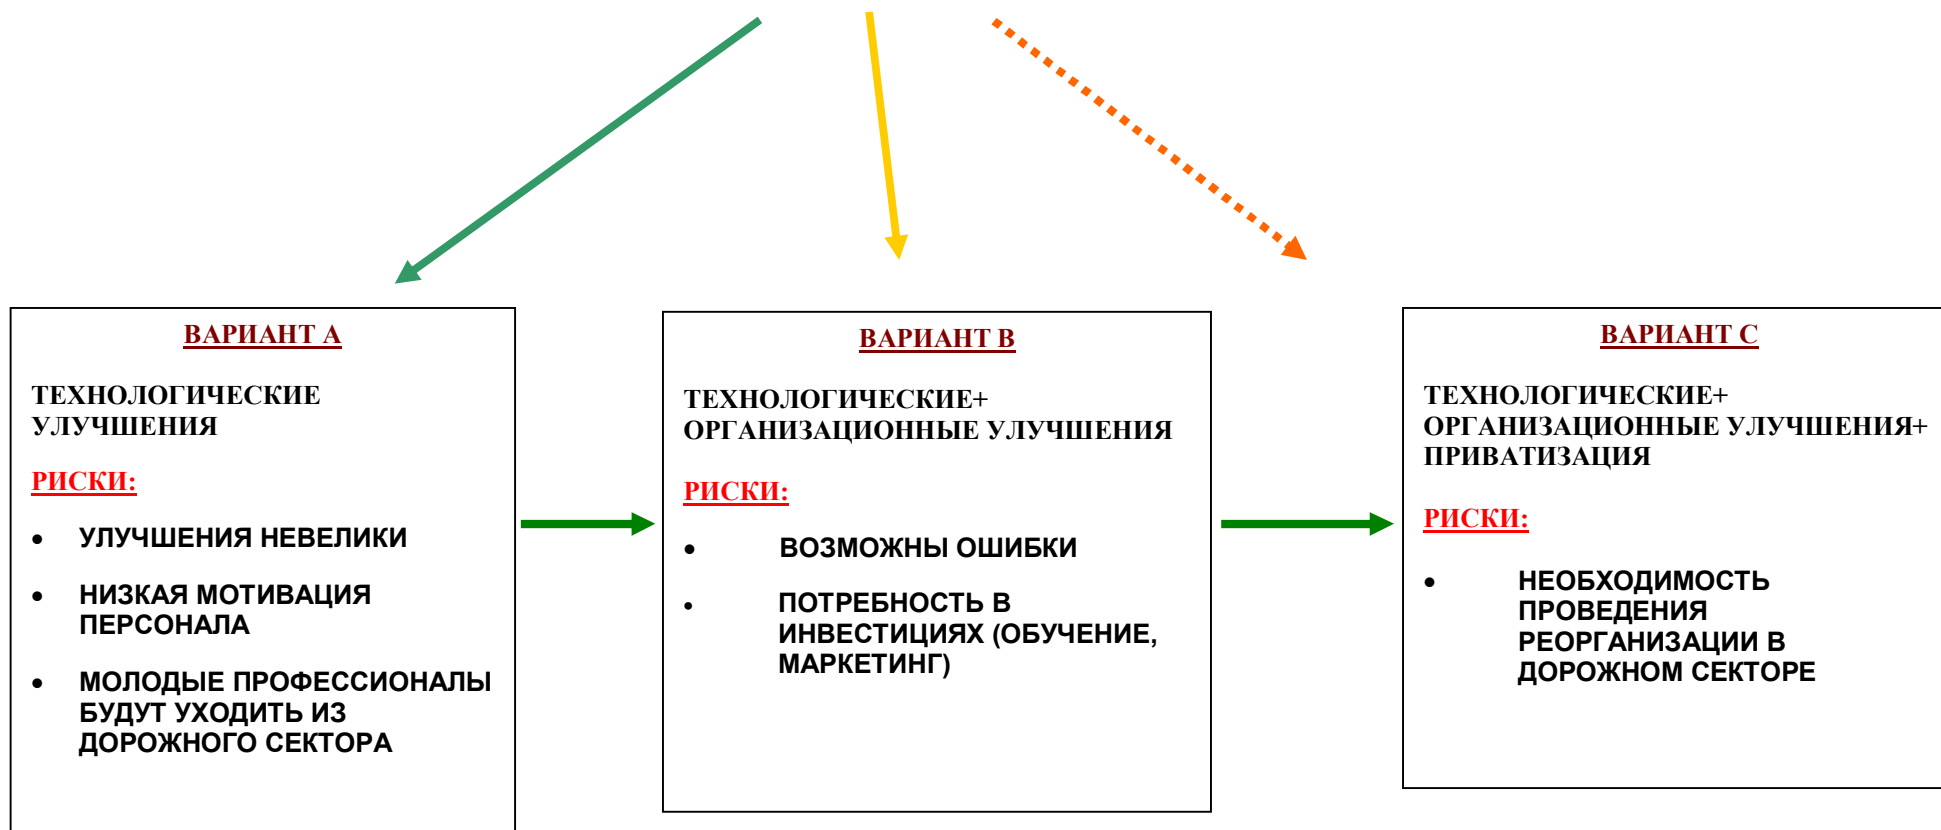 ВАРИАНТ А
ТЕХНОЛОГИЧЕСКИЕ
УЛУЧШЕНИЯ
РИСКИ:
• УЛУЧШЕНИЯ НЕВЕЛИКИ
• НИЗКАЯ МОТИВАЦИЯ
ПЕРСОНАЛА
• МОЛОДЫЕ ПРОФЕССИОНАЛЫ
БУДУТ УХОДИТЬ ИЗ
ДОРОЖНОГО СЕКТОРА
ВАРИАНТ В
ТЕХНОЛОГИЧЕСКИЕ+
ОРГАНИЗАЦИОННЫЕ УЛУЧШЕНИЯ
РИСКИ:
• ВОЗМОЖНЫ ОШИБКИ
• ПОТРЕБНОСТЬ В
ИНВЕСТИЦИЯХ (ОБУЧЕНИЕ,
МАРКЕТИНГ)
ВАРИАНТ С
ТЕХНОЛОГИЧЕСКИЕ+
ОРГАНИЗАЦИОННЫЕ УЛУЧШЕНИЯ+
ПРИВАТИЗАЦИЯ
РИСКИ:
• НЕОБХОДИМОСТЬ
ПРОВЕДЕНИЯ
РЕОРГАНИЗАЦИИ В
ДОРОЖНОМ СЕКТОРЕ